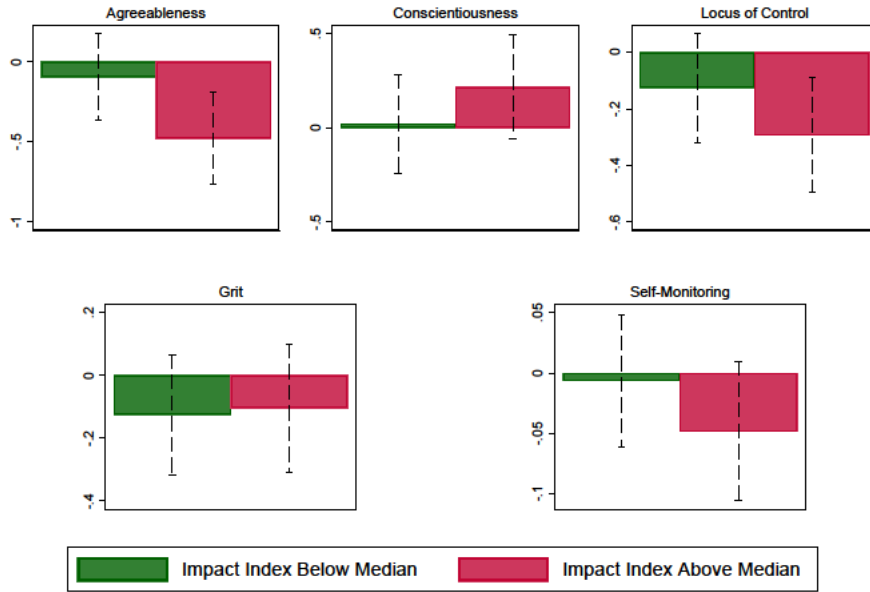 Agreeableness
0
-.5
-1
Conscientiousness
.5
0
-.5
Locus of Control
0
-.2
-.4
-.6
Grit
.2
0
-.2
-.4
Self-Monitoring
.05
0
-.05
-.1
Impact Index Below Median
Impact Index Above Median